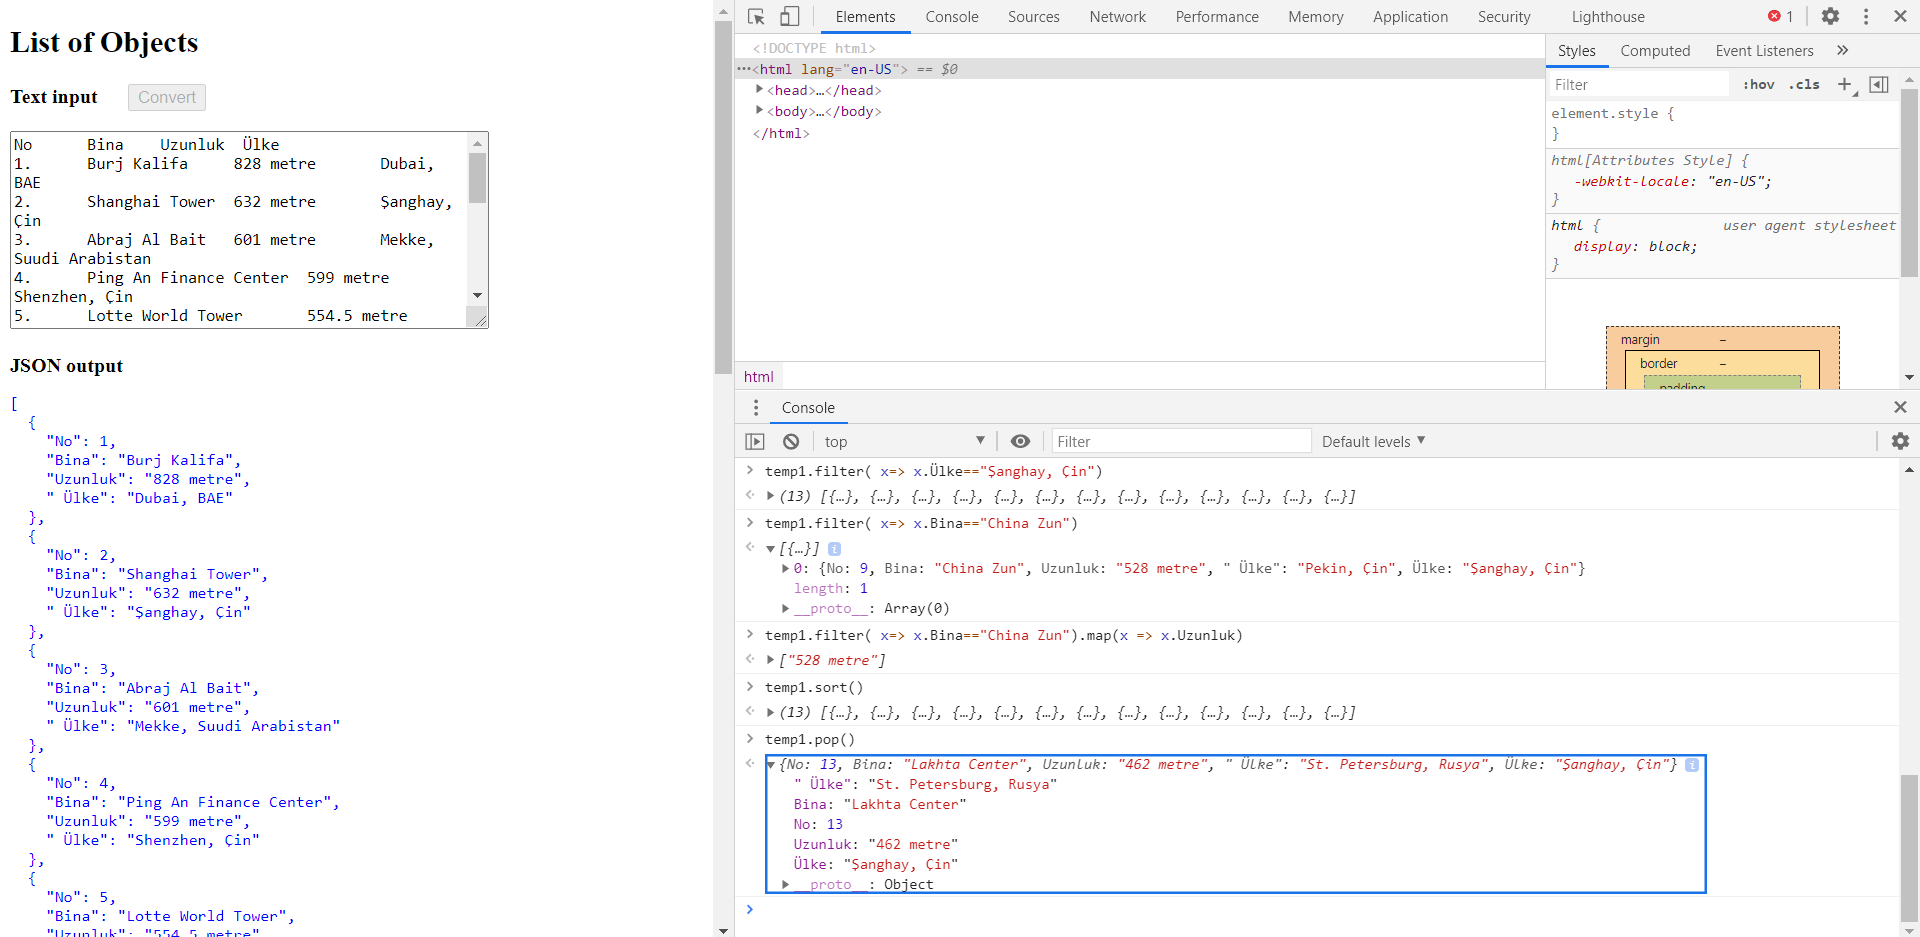 List of Objects
Text input Convert
No Bina Uzunluk Ülke
1. Burj Kalifa 828 metre Dubai,
BAE
2. Shanghai Tower 632 metre Şanghay,
Çin
3. Abraj Al Bait 601 metre Mekke,
Suudi Arabistan
4. Ping An Finance Center 599 metre
Shenzhen, Çin
5. Lotte World Tower 554.5 metre
JSON output
[
{
"No": 1,
"Bina": "Burj Kalifa",
"Uzunluk": "828 metre",
" Ülke": "Dubai, BAE"
},
{
"No": 2,
"Bina": "Shanghai Tower",
"Uzunluk": "632 metre",
" Ülke": "Şanghay, Çin"
},
{
"No": 3,
"Bina": "Abraj Al Bait",
"Uzunluk": "601 metre",
" Ülke": "Mekke, Suudi Arabistan"
},
{
"No": 4,
"Bina": "Ping An Finance Center",
"Uzunluk": "599 metre",
" Ülke": "Shenzhen, Çin"
},
{
"No": 5,
"Bina": "Lotte World Tower",
"Uzunluk": "554.5 metre"
Elements Console Sources Network Performance Memory Application Security Lighthouse 1
<!DOCTYPE html>
…<html lang="en-US"> == $0
<head>…</head>
<body>…</body>
</html>
html
Styles Computed Event Listeners »
Filter :hov .cls +
element.style {
}
html[Attributes Style] {
-webkit-locale: "en-US";
}
html { user agent stylesheet
display: block;
}
margin –
border –
padding
Console
top Filter Default levels
temp1.filter( x=> x.Ülke=="Şanghay, Çin")
(13) [{…}, {…}, {…}, {…}, {…}, {…}, {…}, {…}, {…}, {…}, {…}, {…}, {…}]
temp1.filter( x=> x.Bina=="China Zun")
[{…}] i
0: {No: 9, Bina: "China Zun", Uzunluk: "528 metre", " Ülke": "Pekin, Çin", Ülke: "Şanghay, Çin"}
length: 1
__proto__: Array(0)
temp1.filter( x=> x.Bina=="China Zun").map(x => x.Uzunluk)
["528 metre"]
temp1.sort()
(13) [{…}, {…}, {…}, {…}, {…}, {…}, {…}, {…}, {…}, {…}, {…}, {…}, {…}]
temp1.pop()
{No: 13, Bina: "Lakhta Center", Uzunluk: "462 metre", " Ülke": "St. Petersburg, Rusya", Ülke: "Şanghay, Çin"} i
" Ülke": "St. Petersburg, Rusya"
Bina: "Lakhta Center"
No: 13
Uzunluk: "462 metre"
Ülke: "Şanghay, Çin"
__proto__: Object